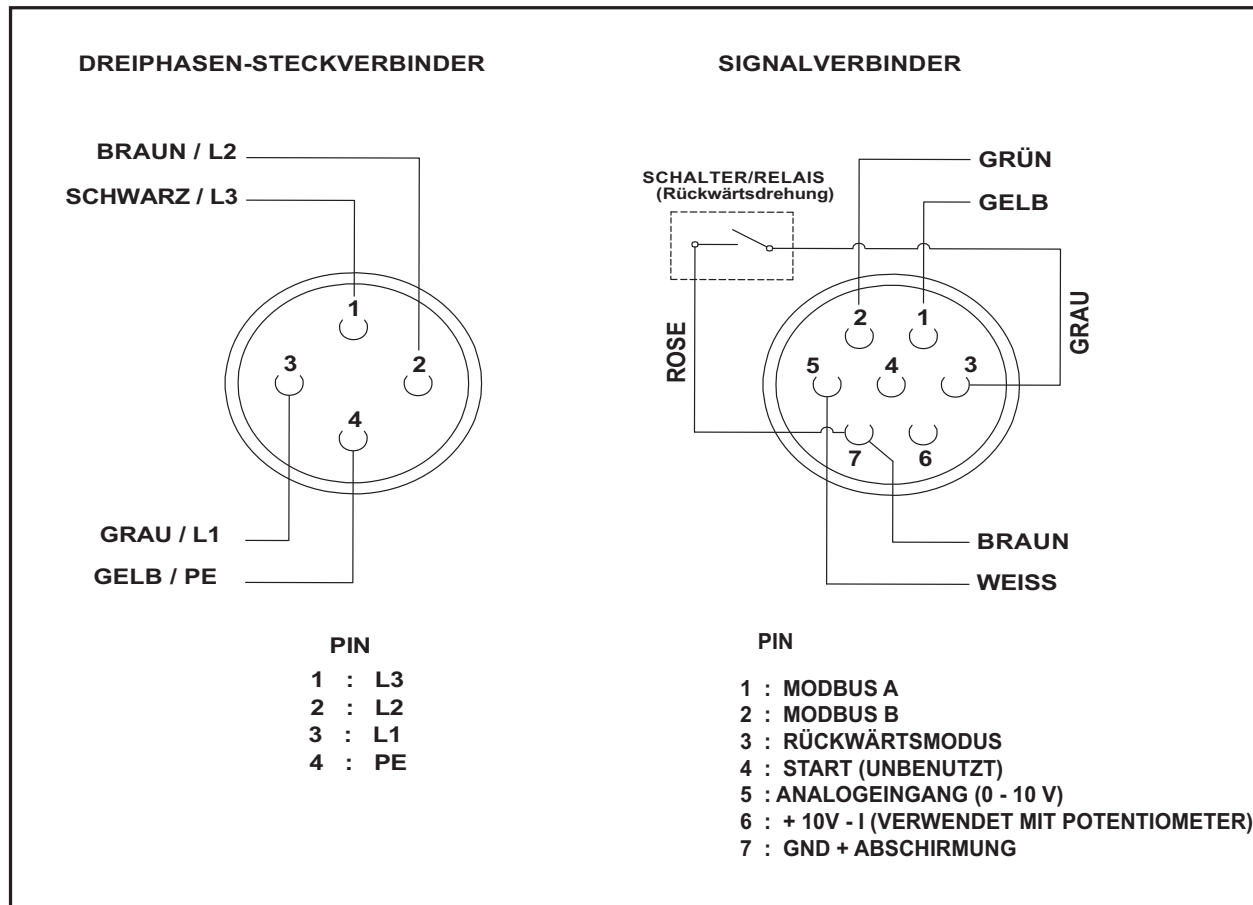 DREIPHASEN-STECKVERBINDER
BRAUN / L2
SCHWARZ / L3
1
3
2
4
GRAU / L1
GELB / PE
PIN
1 : L3
2 : L2
3 : L1
4 : PE
SIGNALVERBINDER
SCHALTER/RELAIS
(Rückwärtsdrehung)
GRÜN
GELB
ROSE
GRAU
2
1
5
4
3
7
6
BRAUN
WEISS
PIN
1 : MODBUS A
2 : MODBUS B
3 : RÜCKWÄRTSMODUS
4 : START (UNBENUTZT)
5 : ANALOGEINGANG (0 - 10 V)
6 : + 10V - I (VERWENDET MIT POTENTIOMETER)
7 : GND + ABSCHIRMUNG